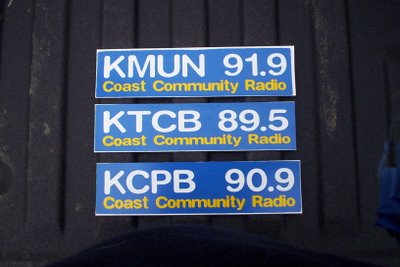 KMUN 91.9
Coast Community Radio
KTCB 89.5
Coast Community Radio
KCPB 90.9
Coast Community Radio